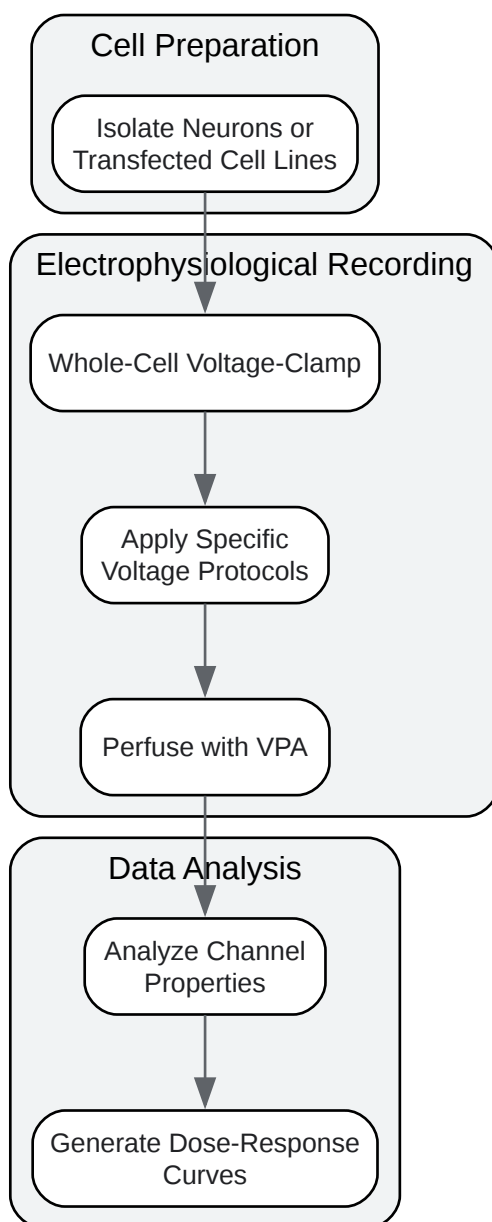 Cell Preparation
Isolate Neurons or
Transfected Cell Lines
Electrophysiological Recording
Whole-Cell Voltage-Clamp
Apply Specific
Voltage Protocols
Perfuse with VPA
Data Analysis
Analyze Channel
Properties
Generate Dose-Response
Curves